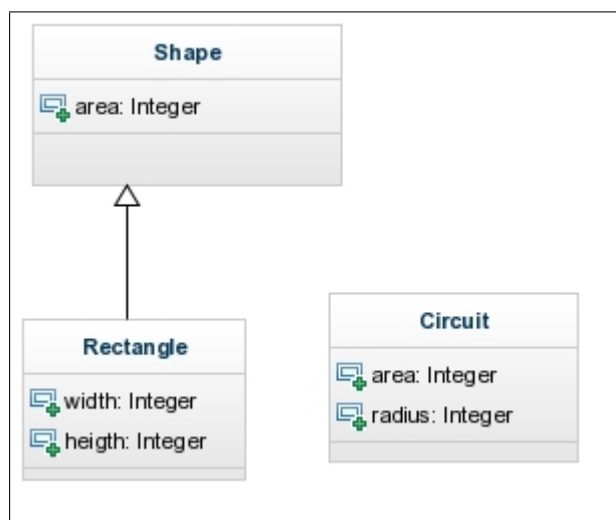 Shape
area: Integer
Rectangle
width: Integer
heigth: Integer
Circuit
area: Integer
radius: Integer